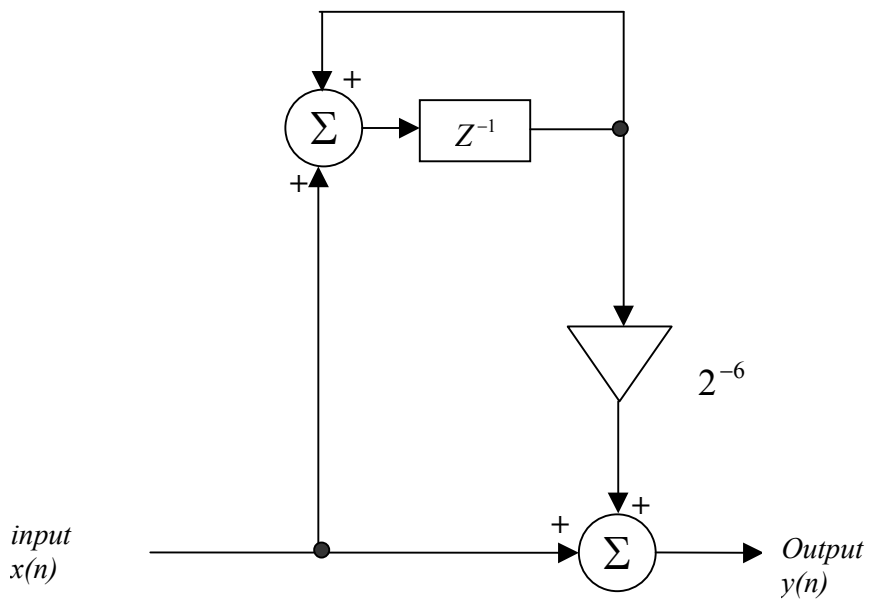 +
Σ
Z⁻¹
+
2⁻⁶
+
+
input
x(n)
Σ
Output
y(n)